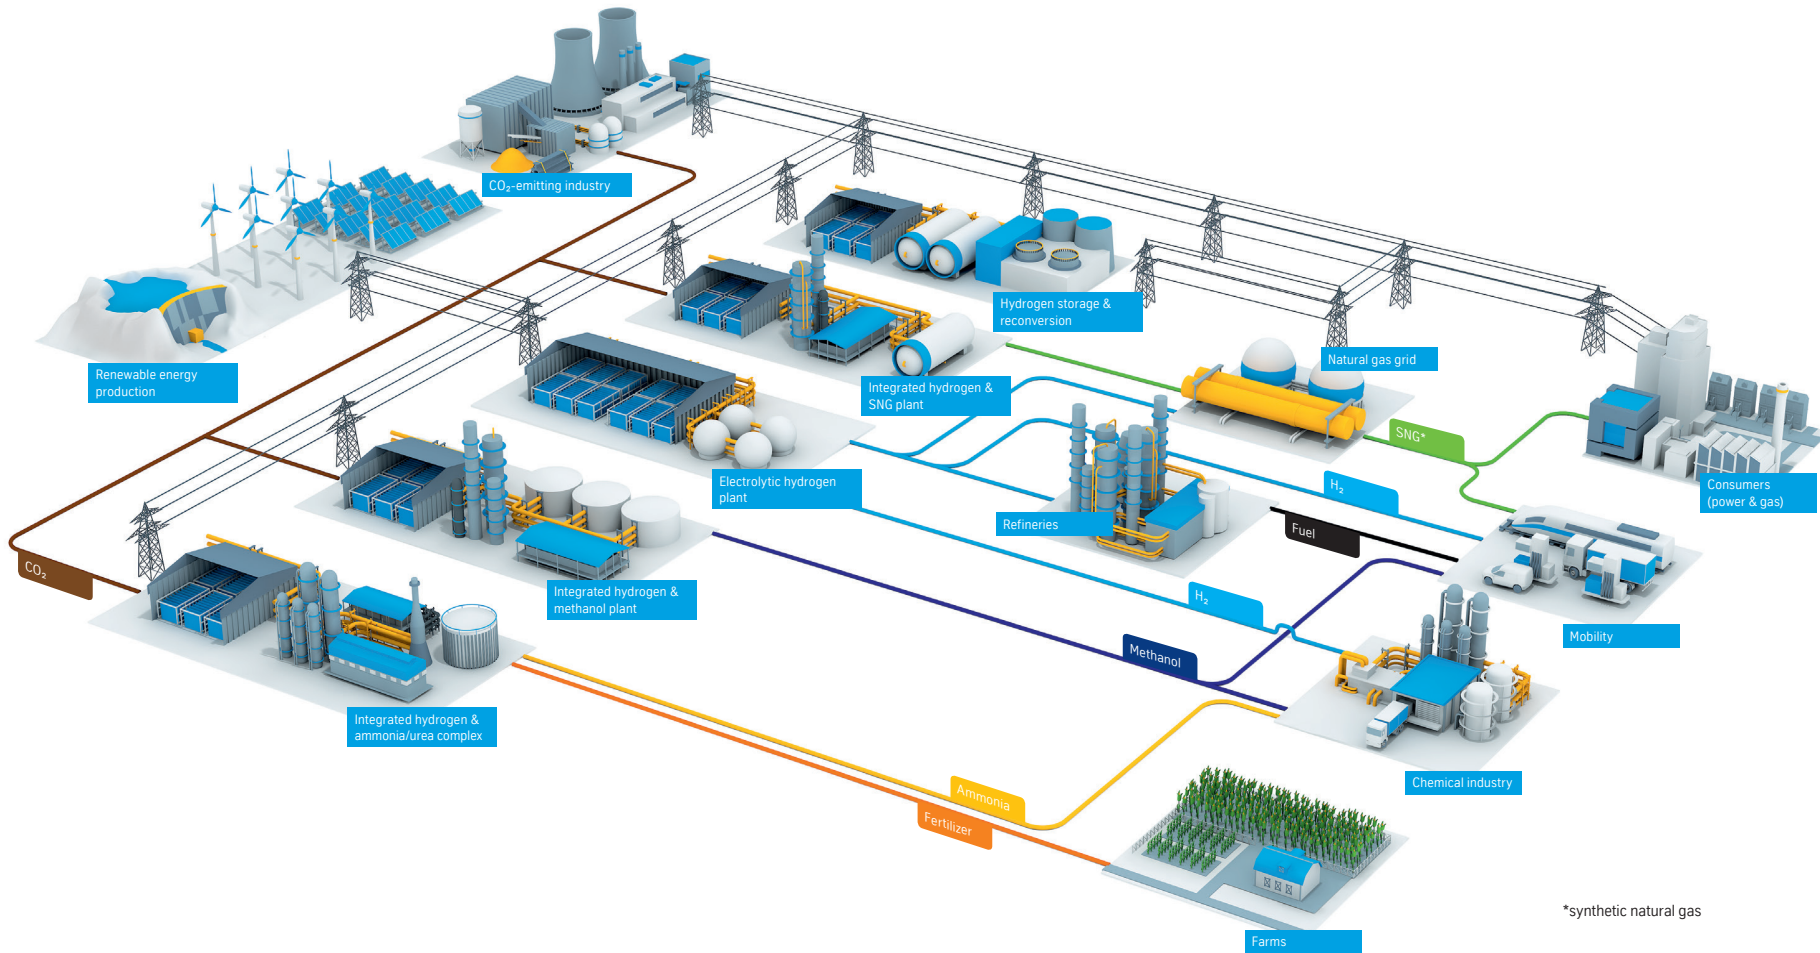 CO₂-emitting industry
Renewable energy
production
Hydrogen storage &
reconversion
Natural gas grid
Integrated hydrogen &
SNG plant
SNG*
Consumers
(power & gas)
Electrolytic hydrogen
plant
H₂
Refineries
Fuel
CO₂
Integrated hydrogen &
methanol plant
H₂
Mobility
Methanol
Integrated hydrogen &
ammonia/urea complex
Chemical industry
Ammonia
Fertilizer
*synthetic natural gas
Farms